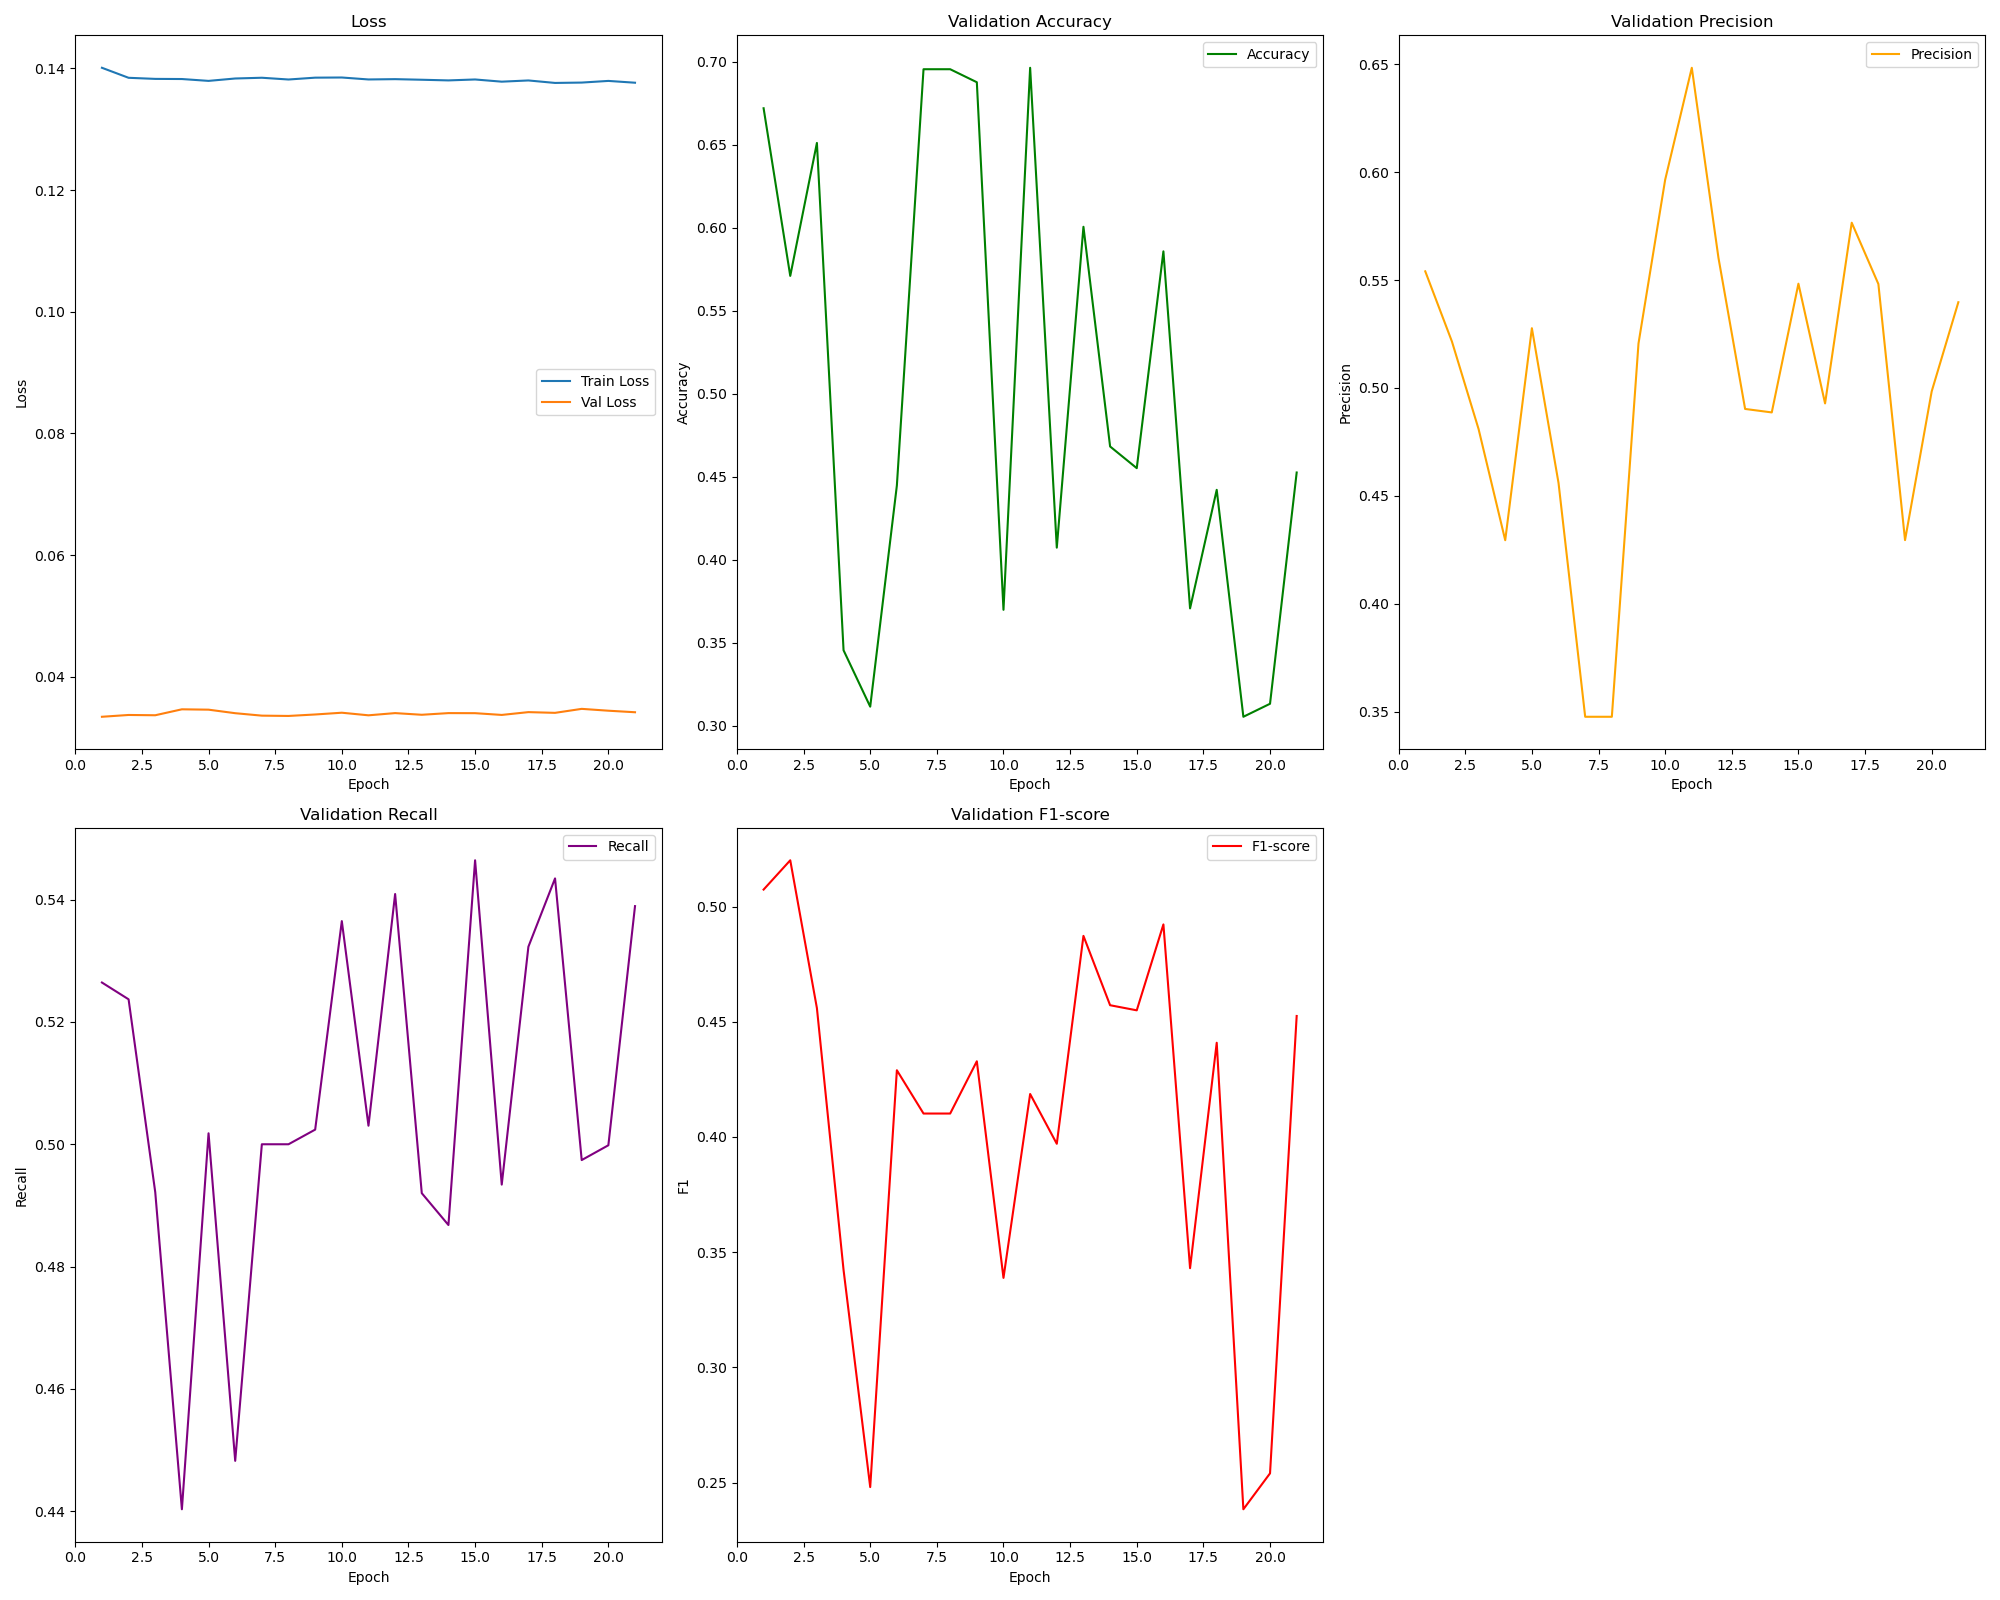 Loss
0.14
0.12
0.10
0.08
0.06
0.04
Loss
Train Loss
Val Loss
0.0 2.5 5.0 7.5 10.0 12.5 15.0 17.5 20.0
Epoch
Validation Accuracy
Accuracy
0.70
0.65
0.60
0.55
0.50
0.45
0.40
0.35
0.30
Accuracy
0.0 2.5 5.0 7.5 10.0 12.5 15.0 17.5 20.0
Epoch
Validation Precision
Precision
0.65
0.60
0.55
0.50
0.45
0.40
0.35
Precision
0.0 2.5 5.0 7.5 10.0 12.5 15.0 17.5 20.0
Epoch
Validation Recall
Recall
0.54
0.52
0.50
0.48
0.46
0.44
Recall
0.0 2.5 5.0 7.5 10.0 12.5 15.0 17.5 20.0
Epoch
Validation F1-score
F1-score
0.50
0.45
0.40
0.35
0.30
0.25
F1
0.0 2.5 5.0 7.5 10.0 12.5 15.0 17.5 20.0
Epoch